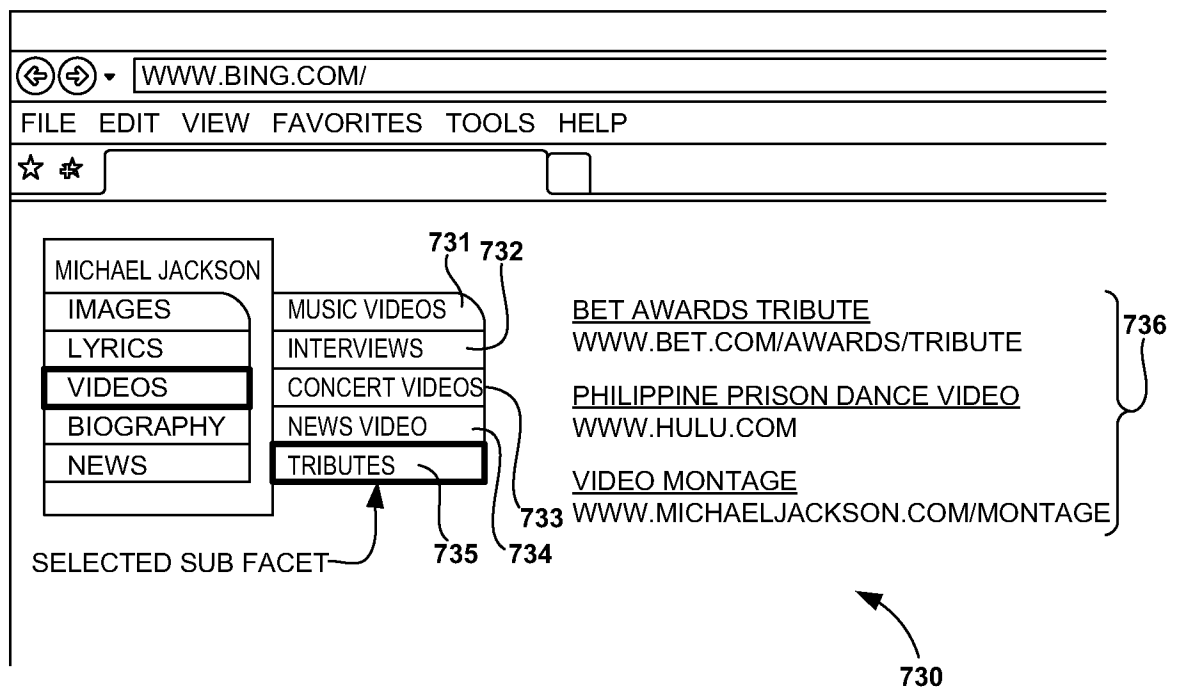 WWW.BING.COM/
FILE EDIT VIEW FAVORITES TOOLS HELP
731
732
MICHAEL JACKSON
IMAGES
LYRICS
VIDEOS
BIOGRAPHY
NEWS
MUSIC VIDEOS
INTERVIEWS
CONCERT VIDEOS
NEWS VIDEO
TRIBUTES
BET AWARDS TRIBUTE
WWW.BET.COM/AWARDS/TRIBUTE
PHILIPPINE PRISON DANCE VIDEO
WWW.HULU.COM
VIDEO MONTAGE
WWW.MICHAELJACKSON.COM/MONTAGE
736
733
734
735
SELECTED SUB FACET
730